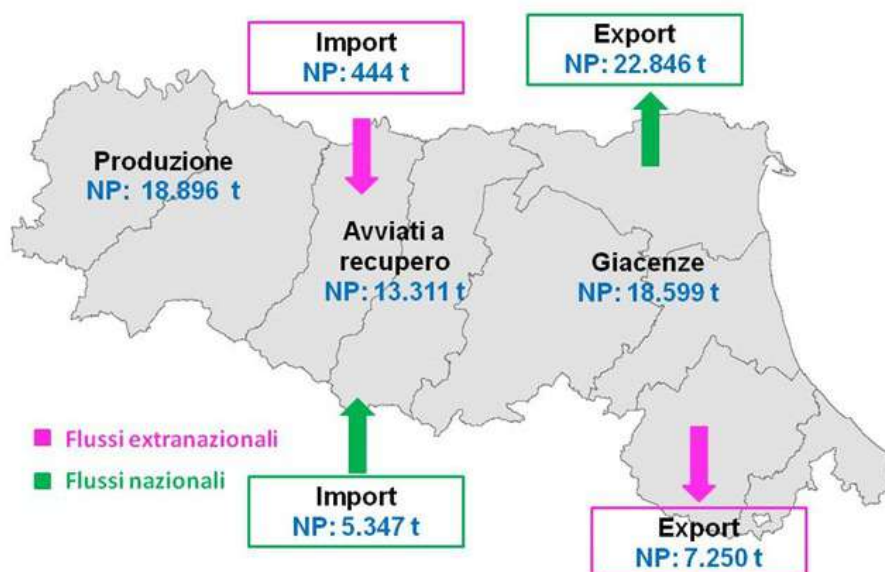 Import
NP: 444 t
Export
NP: 22.846 t
Produzione
NP: 18.896 t
Avviati a
recupero
NP: 13.311 t
Giacenze
NP: 18.599 t
Flussi extranazionali
Flussi nazionali
Import
NP: 5.347 t
Export
NP: 7.250 t